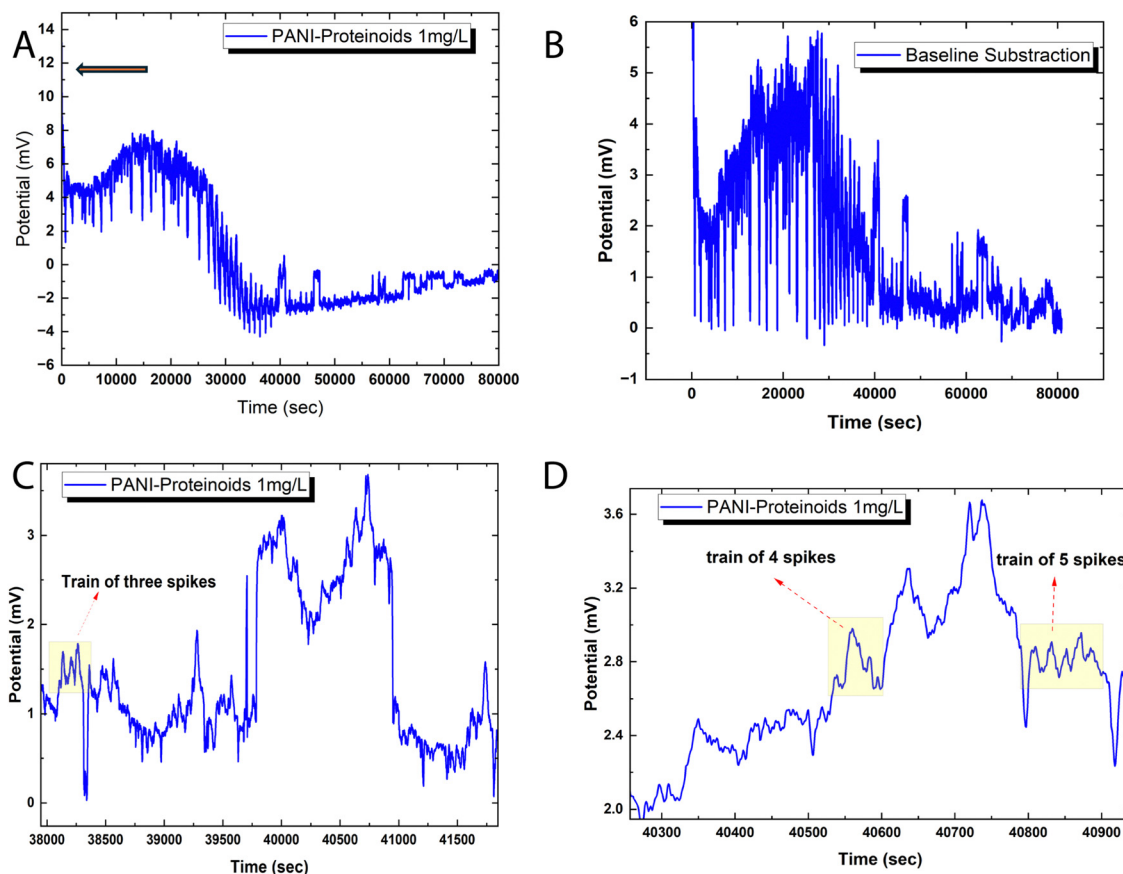 A
PANI-Proteinoids 1mg/L
14
12
10
8
6
4
2
0
−2
−4
−6
Potential (mV)
0 10000 20000 30000 40000 50000 60000 70000 80000
Time (sec)
B
Baseline Substraction
6
5
4
3
2
1
0
−1
Potential (mV)
0 20000 40000 60000 80000
Time (sec)
C
PANI-Proteinoids 1mg/L
Train of three spikes
3
2
1
0
Potential (mV)
38000 38500 39000 39500 40000 40500 41000 41500
Time (sec)
D
PANI-Proteinoids 1mg/L
train of 4 spikes
train of 5 spikes
3.6
3.2
2.8
2.4
2.0
Potential (mV)
40300 40400 40500 40600 40700 40800 40900
Time (sec)